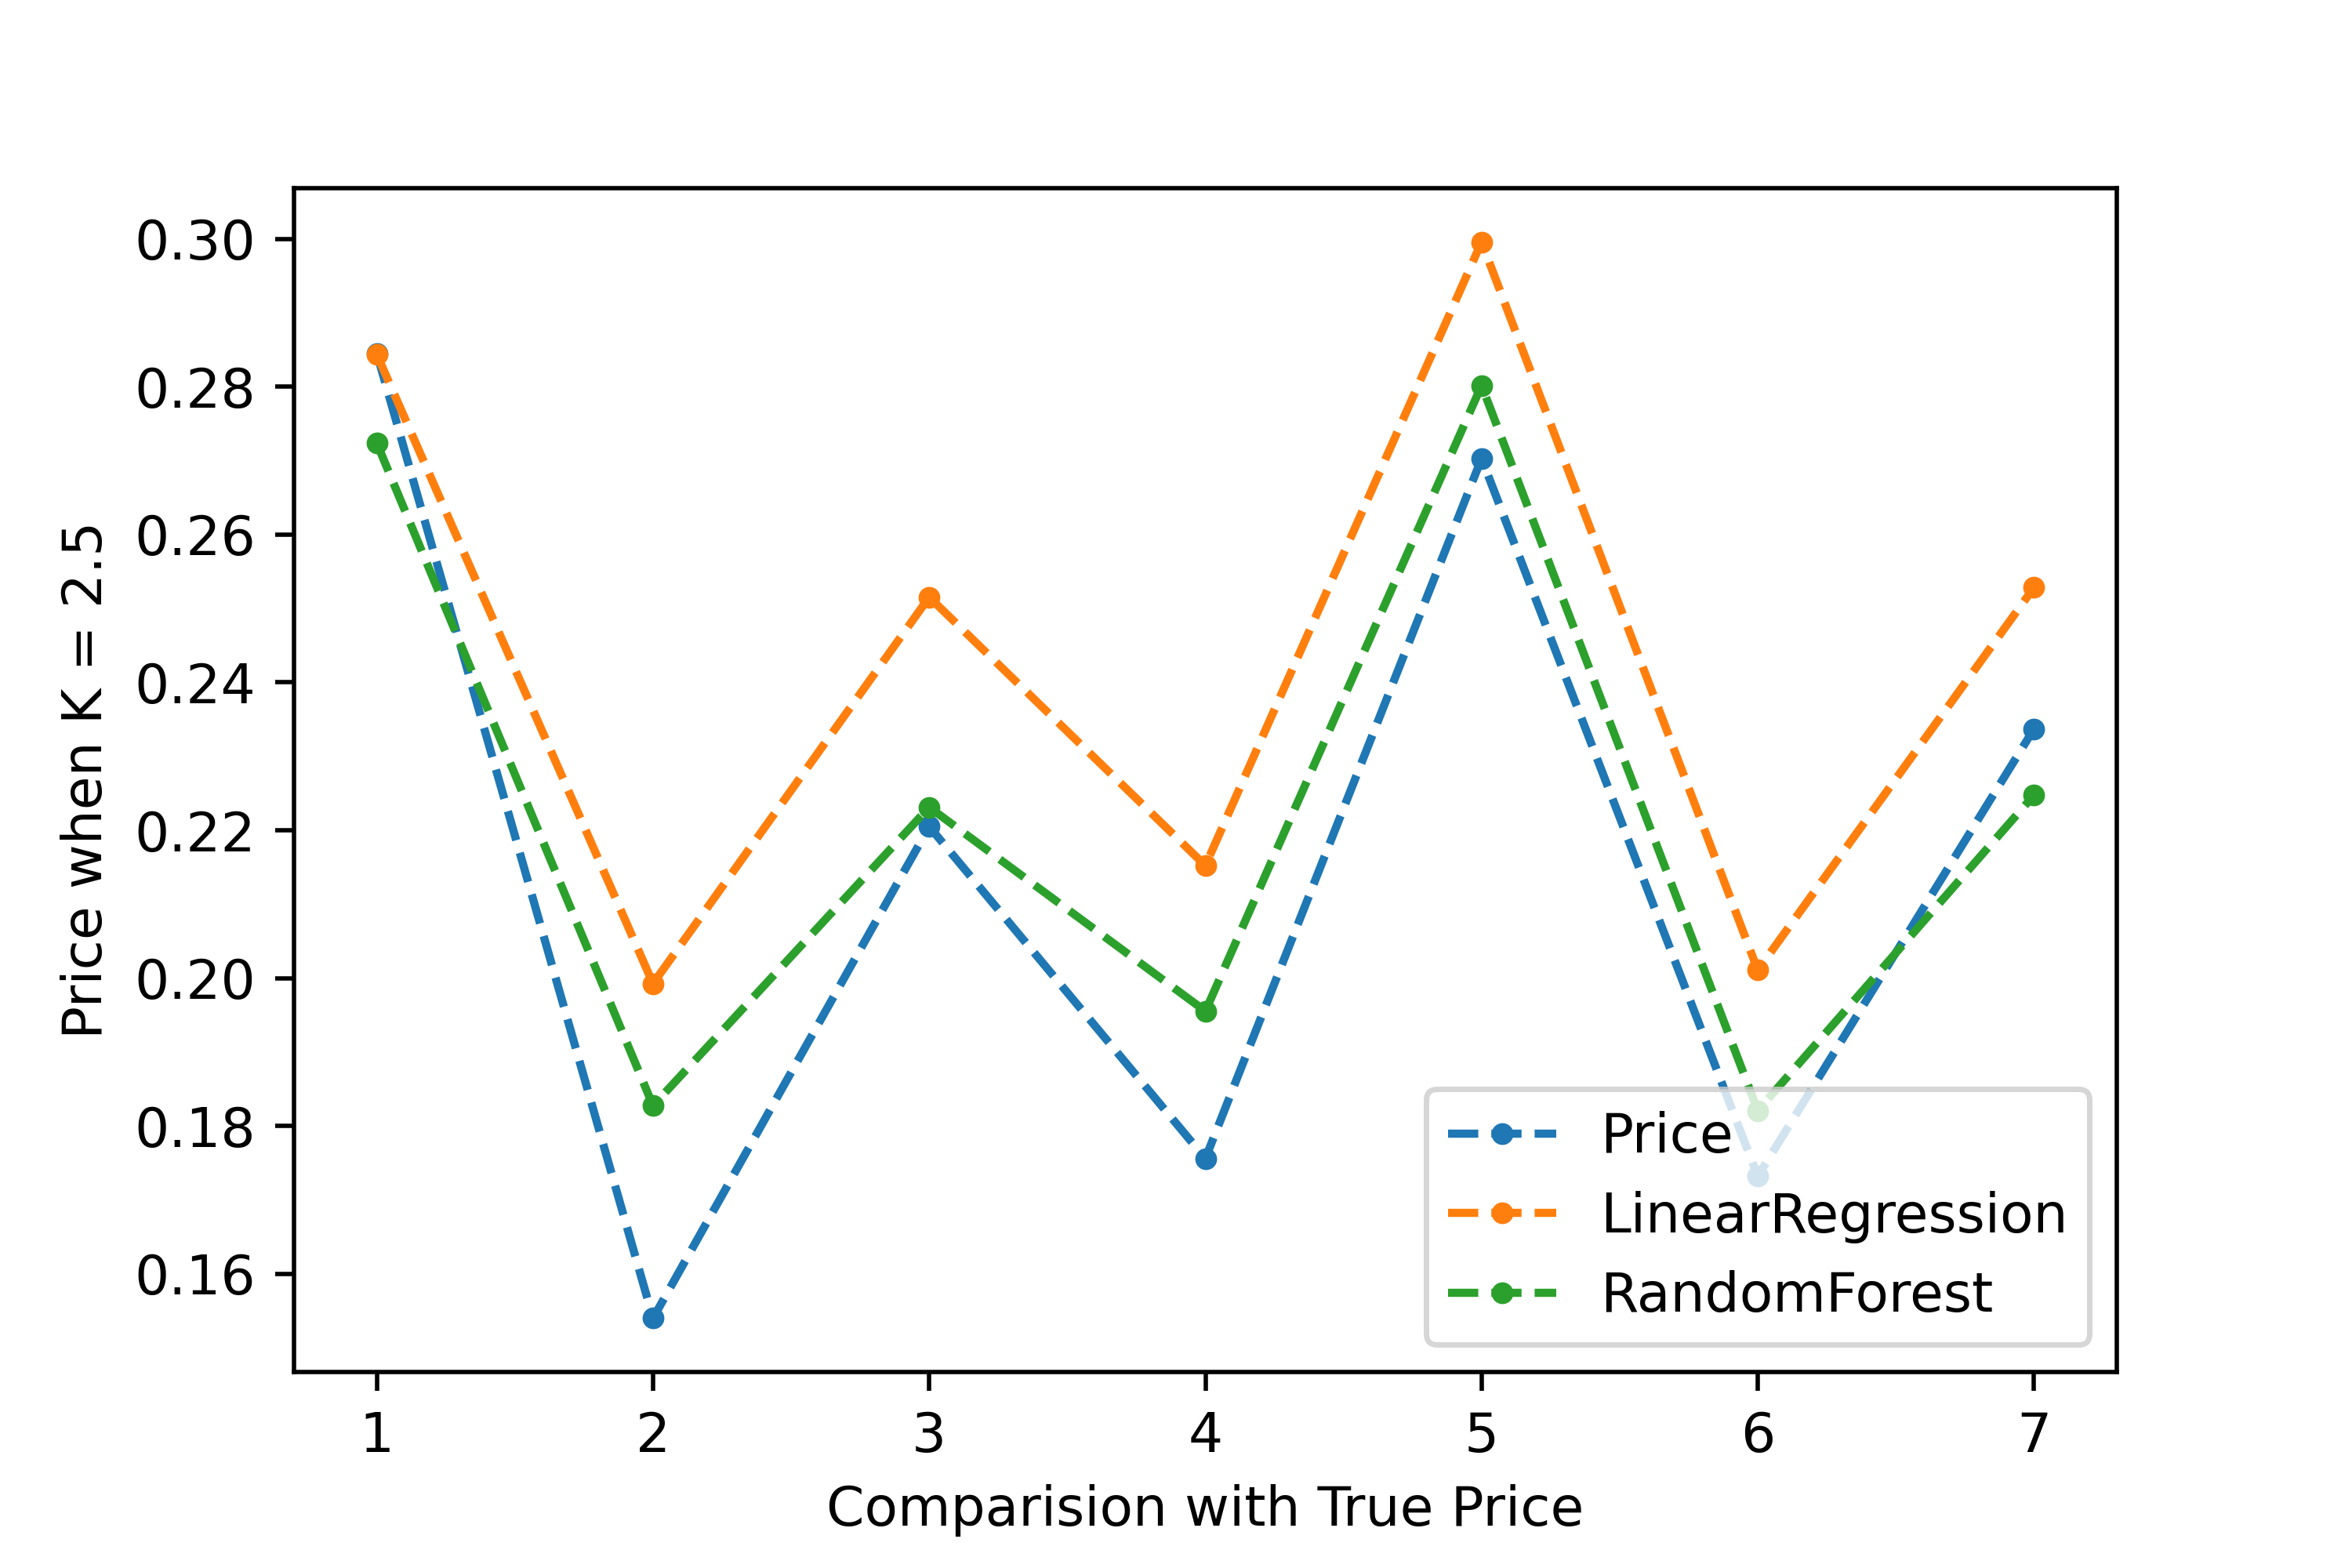 0.30
0.28
0.26
0.24
0.22
0.20
0.18
0.16
Price when K = 2.5
Price
LinearRegression
RandomForest
1 2 3 4 5 6 7
Comparision with True Price